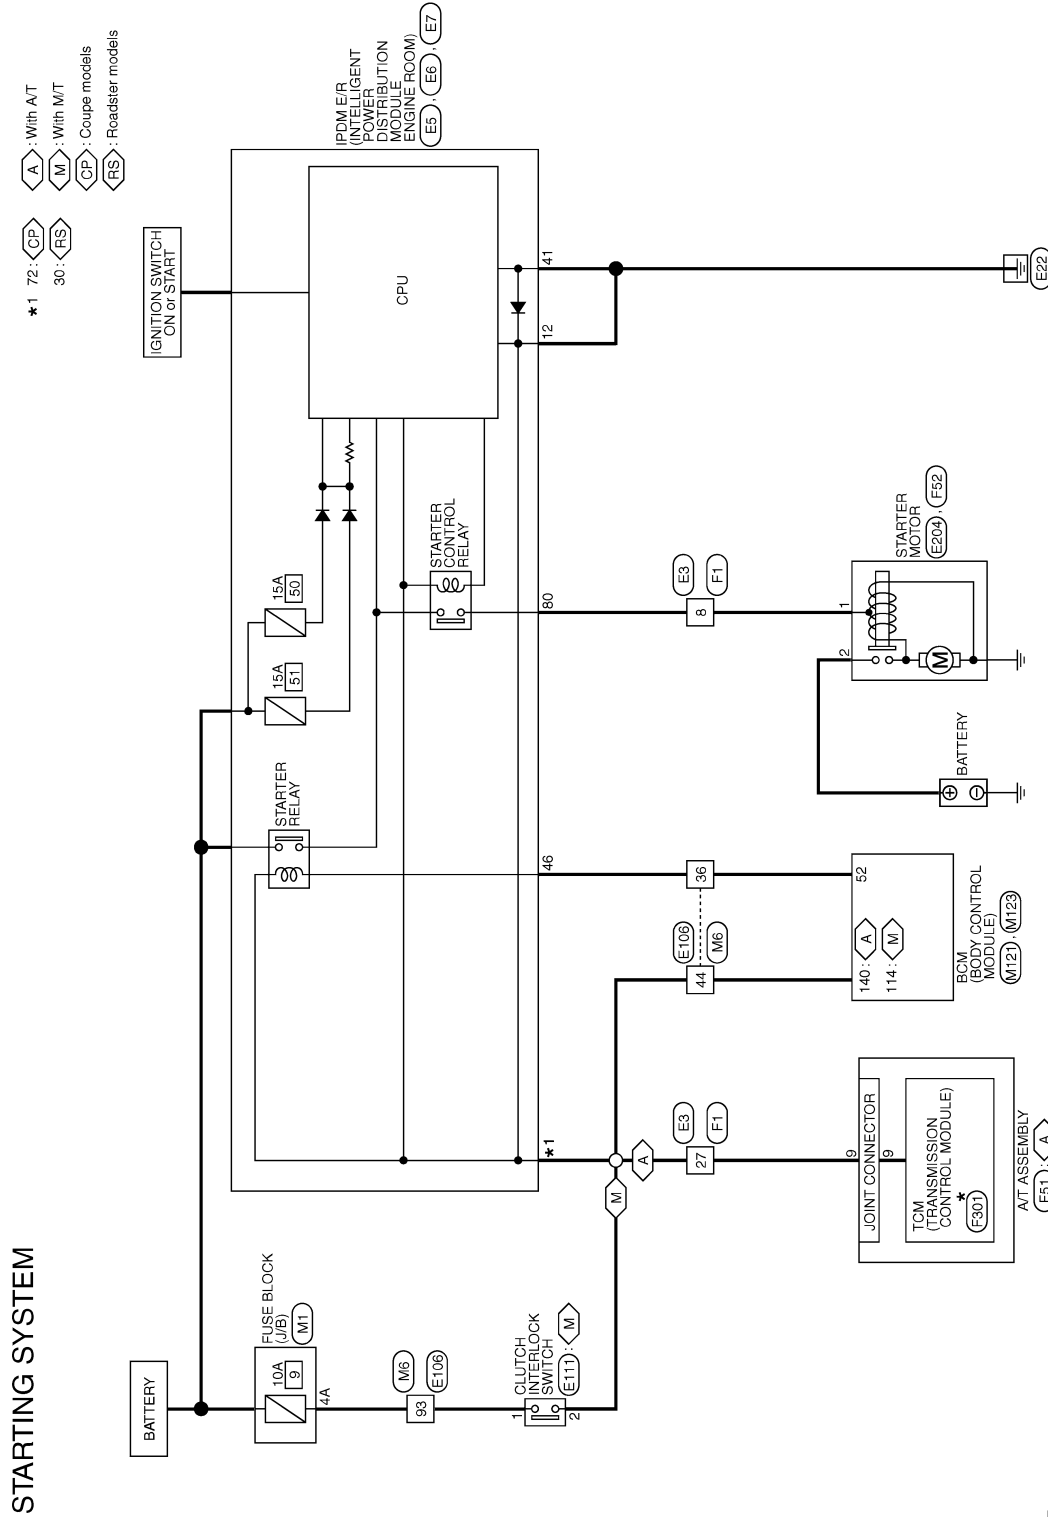 STARTING SYSTEM
BATTERY
FUSE BLOCK
(J/B)
M1
10A
9
4A
M6
93
E106
CLUTCH
INTERLOCK
SWITCH
E111 : M
1
2
M
A
*1
IGNITION SWITCH
ON or START
*1 72 : CP
30 : RS
A : With A/T
M : With M/T
CP : Coupe models
RS : Roadster models
IPDM E/R
(INTELLIGENT
POWER
DISTRIBUTION
MODULE
ENGINE ROOM)
E5 , E6 , E7
CPU
STARTER
RELAY
15A
51
15A
50
STARTER
CONTROL
RELAY
46
80
12
41
E3
F1
27
E106
M6
44
36
E3
F1
8
9
JOINT CONNECTOR
9
TCM
(TRANSMISSION
CONTROL MODULE)
*
F301
A/T ASSEMBLY
F51 : A
52
140 : A
114 : M
BCM
(BODY CONTROL
MODULE)
M121 , M123
BATTERY
+
−
2
1
M
STARTER
MOTOR
E204 , F52
E22